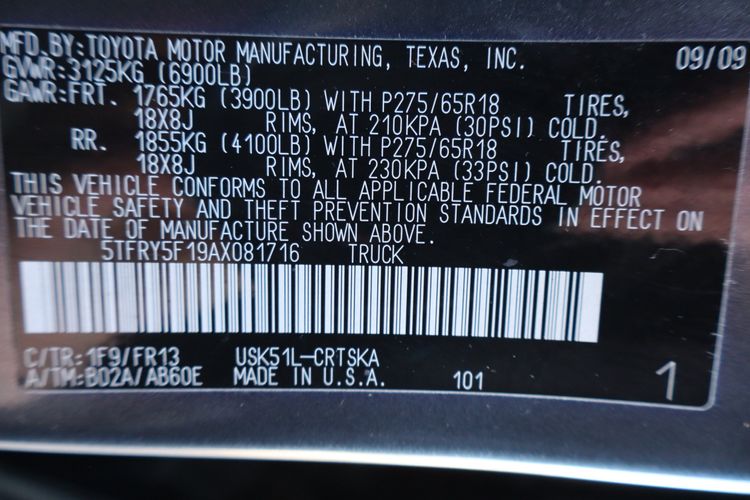 MFD.BY:TOYOTA MOTOR MANUFACTURING, TEXAS, INC. 09/09
GVWR:3125KG (6900LB)
GAWR:FRT. 1765KG (3900LB) WITH P275/65R18 TIRES,
18X8J RIMS, AT 210KPA (30PSI) COLD.
RR. 1855KG (4100LB) WITH P275/65R18 TIRES,
18X8J RIMS, AT 230KPA (33PSI) COLD.
THIS VEHICLE CONFORMS TO ALL APPLICABLE FEDERAL MOTOR
VEHICLE SAFETY AND THEFT PREVENTION STANDARDS IN EFFECT ON
THE DATE OF MANUFACTURE SHOWN ABOVE.
5TFRY5F19AX081716 TRUCK
C/TR:1F9/FR13 USK51L-CRTSKA
A/TM:B02A/AB60E MADE IN U.S.A. 101 1